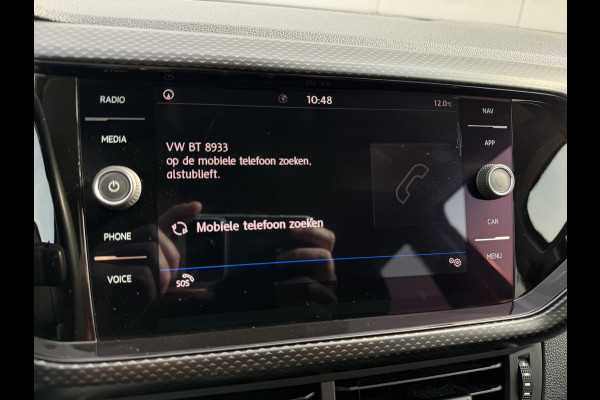 RADIO
MEDIA
PHONE
VOICE
10:48
12.0°C
VW BT 8933
op de mobiele telefoon zoeken,
alstublieft.
Mobiele telefoon zoeken
SOS
NAV
APP
CAR
MENU